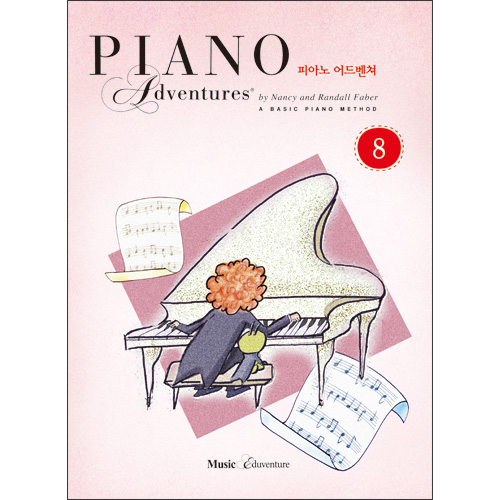 PIANO
피아노 어드벤쳐
Adventures®
by Nancy and Randall Faber
A BASIC PIANO METHOD
8
Music Eduventure